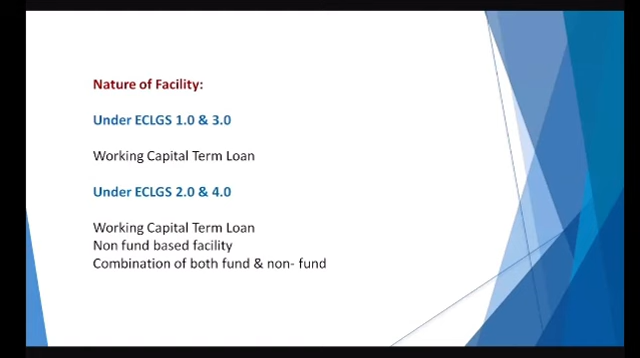 Nature of Facility:
Under ECLGS 1.0 & 3.0
Working Capital Term Loan
Under ECLGS 2.0 & 4.0
Working Capital Term Loan
Non fund based facility
Combination of both fund & non- fund